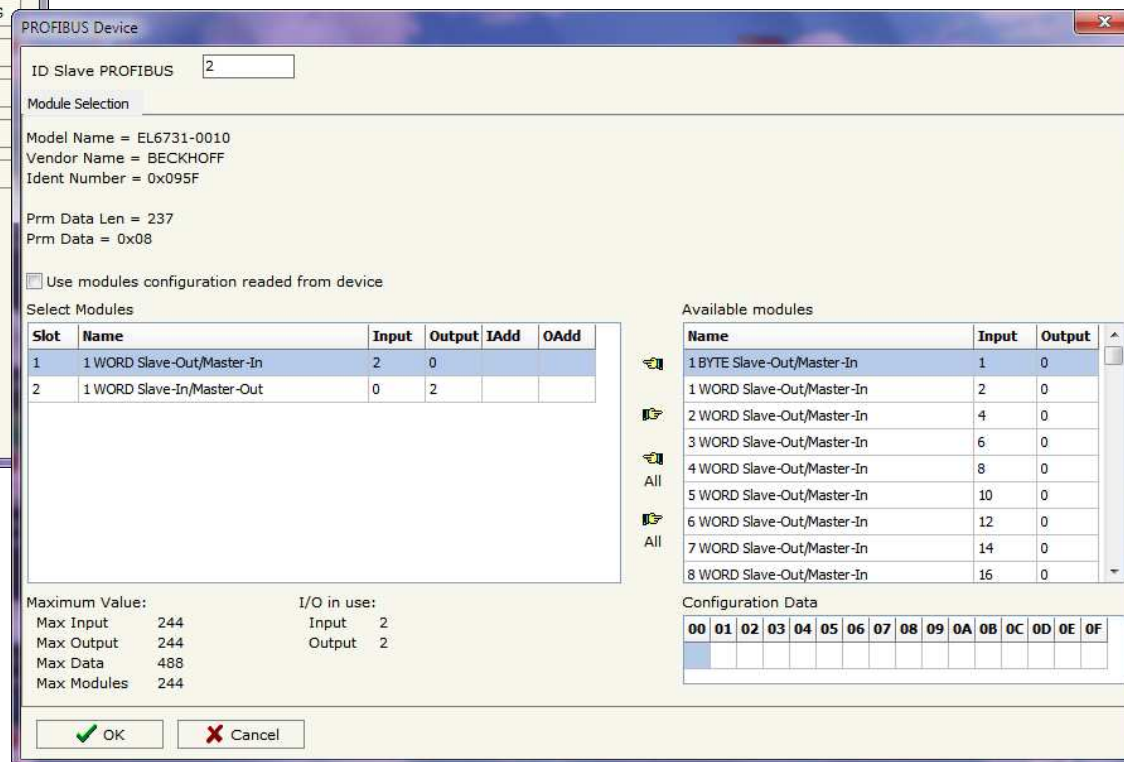 S
PROFIBUS Device
ID Slave PROFIBUS 2
Module Selection
Model Name = EL6731-0010
Vendor Name = BECKHOFF
Ident Number = 0x095F
Prm Data Len = 237
Prm Data = 0x08
Use modules configuration readed from device
Select Modules
Slot Name Input Output IAdd OAdd
1 1 WORD Slave-Out/Master-In 2 0
2 1 WORD Slave-In/Master-Out 0 2
All
All
Available modules
Name Input Output
1 BYTE Slave-Out/Master-In 1 0
1 WORD Slave-Out/Master-In 2 0
2 WORD Slave-Out/Master-In 4 0
3 WORD Slave-Out/Master-In 6 0
4 WORD Slave-Out/Master-In 8 0
5 WORD Slave-Out/Master-In 10 0
6 WORD Slave-Out/Master-In 12 0
7 WORD Slave-Out/Master-In 14 0
8 WORD Slave-Out/Master-In 16 0
Maximum Value:
Max Input 244
Max Output 244
Max Data 488
Max Modules 244
I/O in use:
Input 2
Output 2
Configuration Data
00 01 02 03 04 05 06 07 08 09 0A 0B 0C 0D 0E 0F
OK Cancel